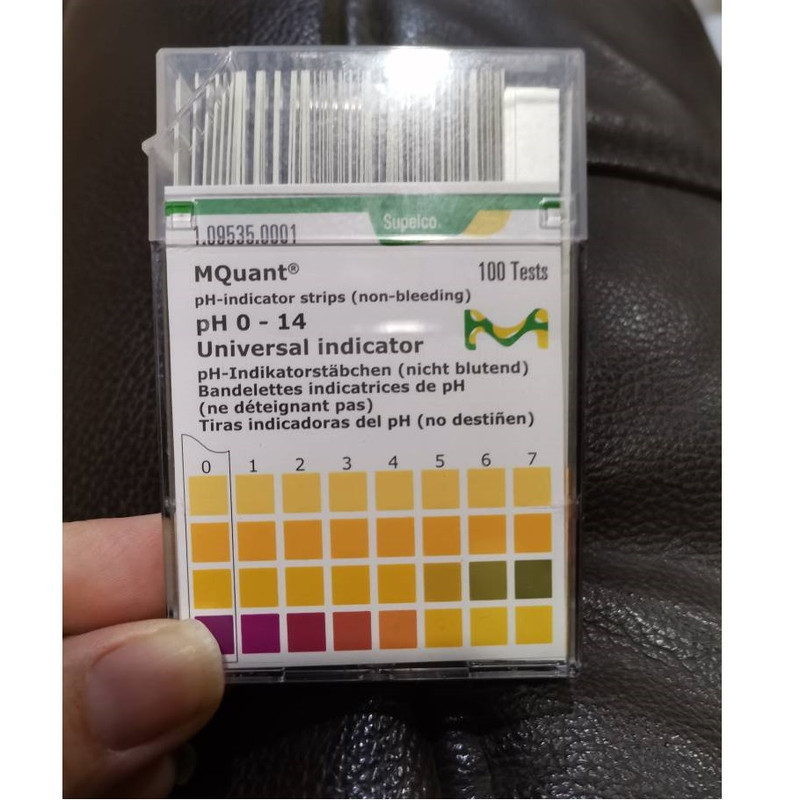 Supelco
1.09535.0001
MQuant®
100 Tests
pH-indicator strips (non-bleeding)
pH 0 - 14
Universal indicator
pH-Indikatorstäbchen (nicht blutend)
Bandelettes indicatrices de pH
(ne déteignant pas)
Tiras indicadoras del pH (no destiñen)
0 1 2 3 4 5 6 7